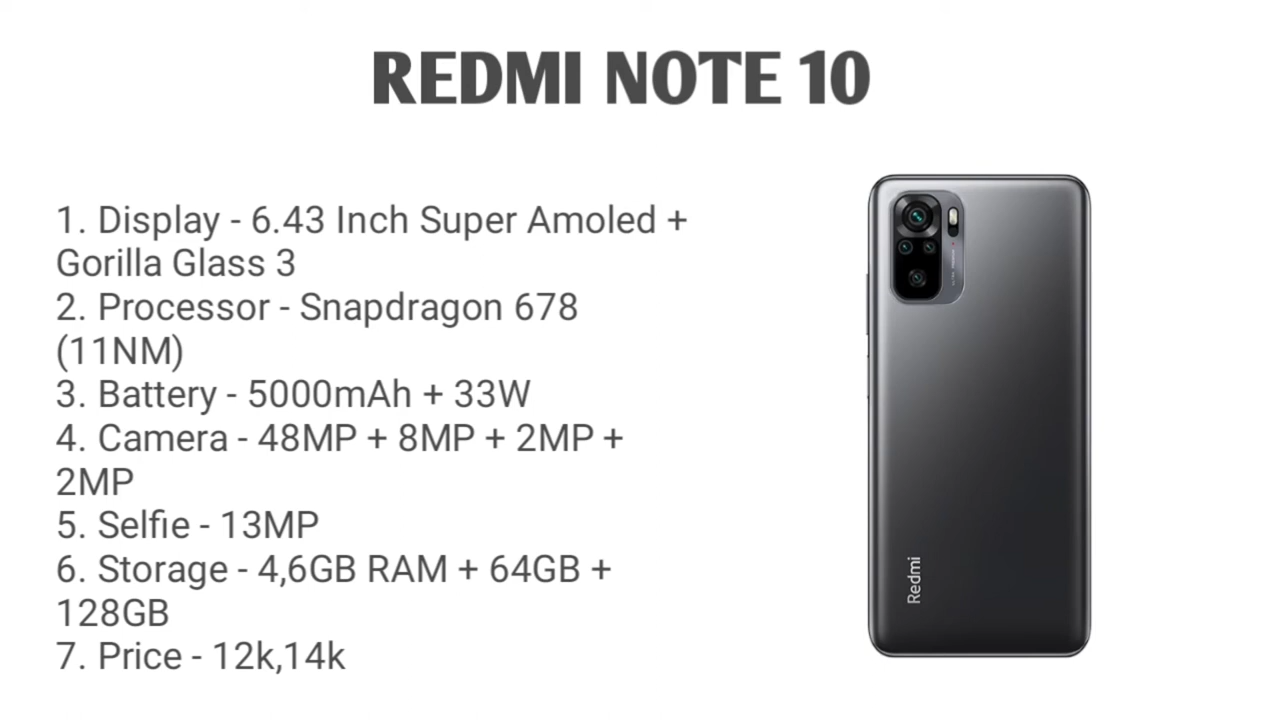 REDMI NOTE 10
1. Display - 6.43 Inch Super Amoled +
Gorilla Glass 3
2. Processor - Snapdragon 678
(11NM)
3. Battery - 5000mAh + 33W
4. Camera - 48MP + 8MP + 2MP +
2MP
5. Selfie - 13MP
6. Storage - 4,6GB RAM + 64GB +
128GB
7. Price - 12k,14k
Redmi